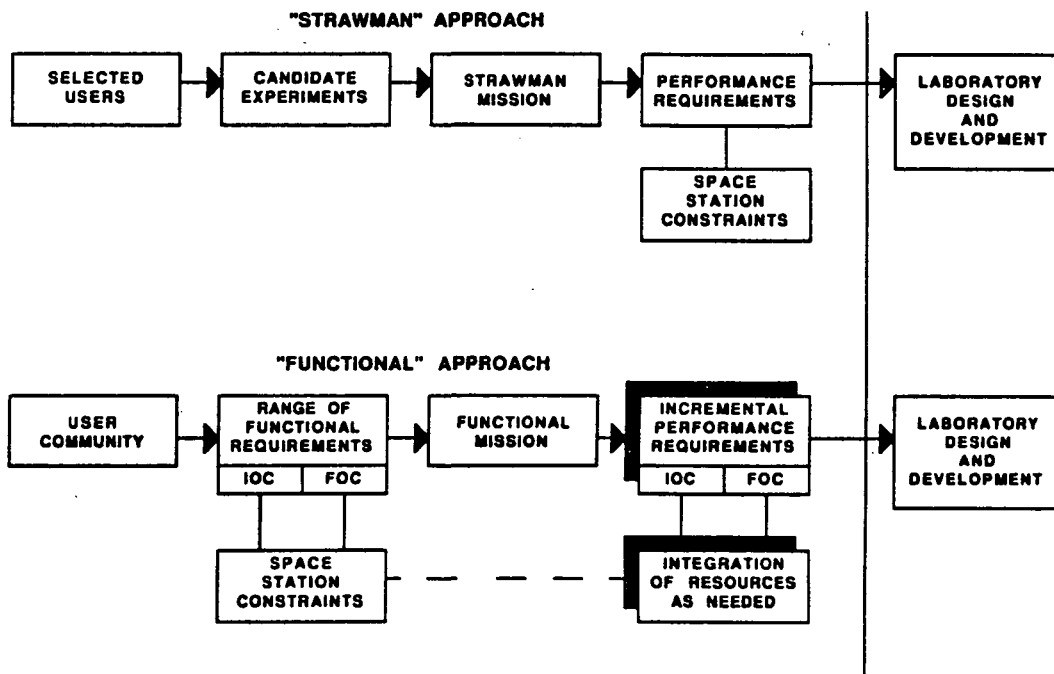 "STRAWMAN" APPROACH
SELECTED
USERS
CANDIDATE
EXPERIMENTS
STRAWMAN
MISSION
PERFORMANCE
REQUIREMENTS
LABORATORY
DESIGN
AND
DEVELOPMENT
SPACE
STATION
CONSTRAINTS
"FUNCTIONAL" APPROACH
USER
COMMUNITY
RANGE OF
FUNCTIONAL
REQUIREMENTS
IOC
FOC
FUNCTIONAL
MISSION
INCREMENTAL
PERFORMANCE
REQUIREMENTS
IOC
FOC
LABORATORY
DESIGN
AND
DEVELOPMENT
SPACE
STATION
CONSTRAINTS
INTEGRATION
OF RESOURCES
AS NEEDED